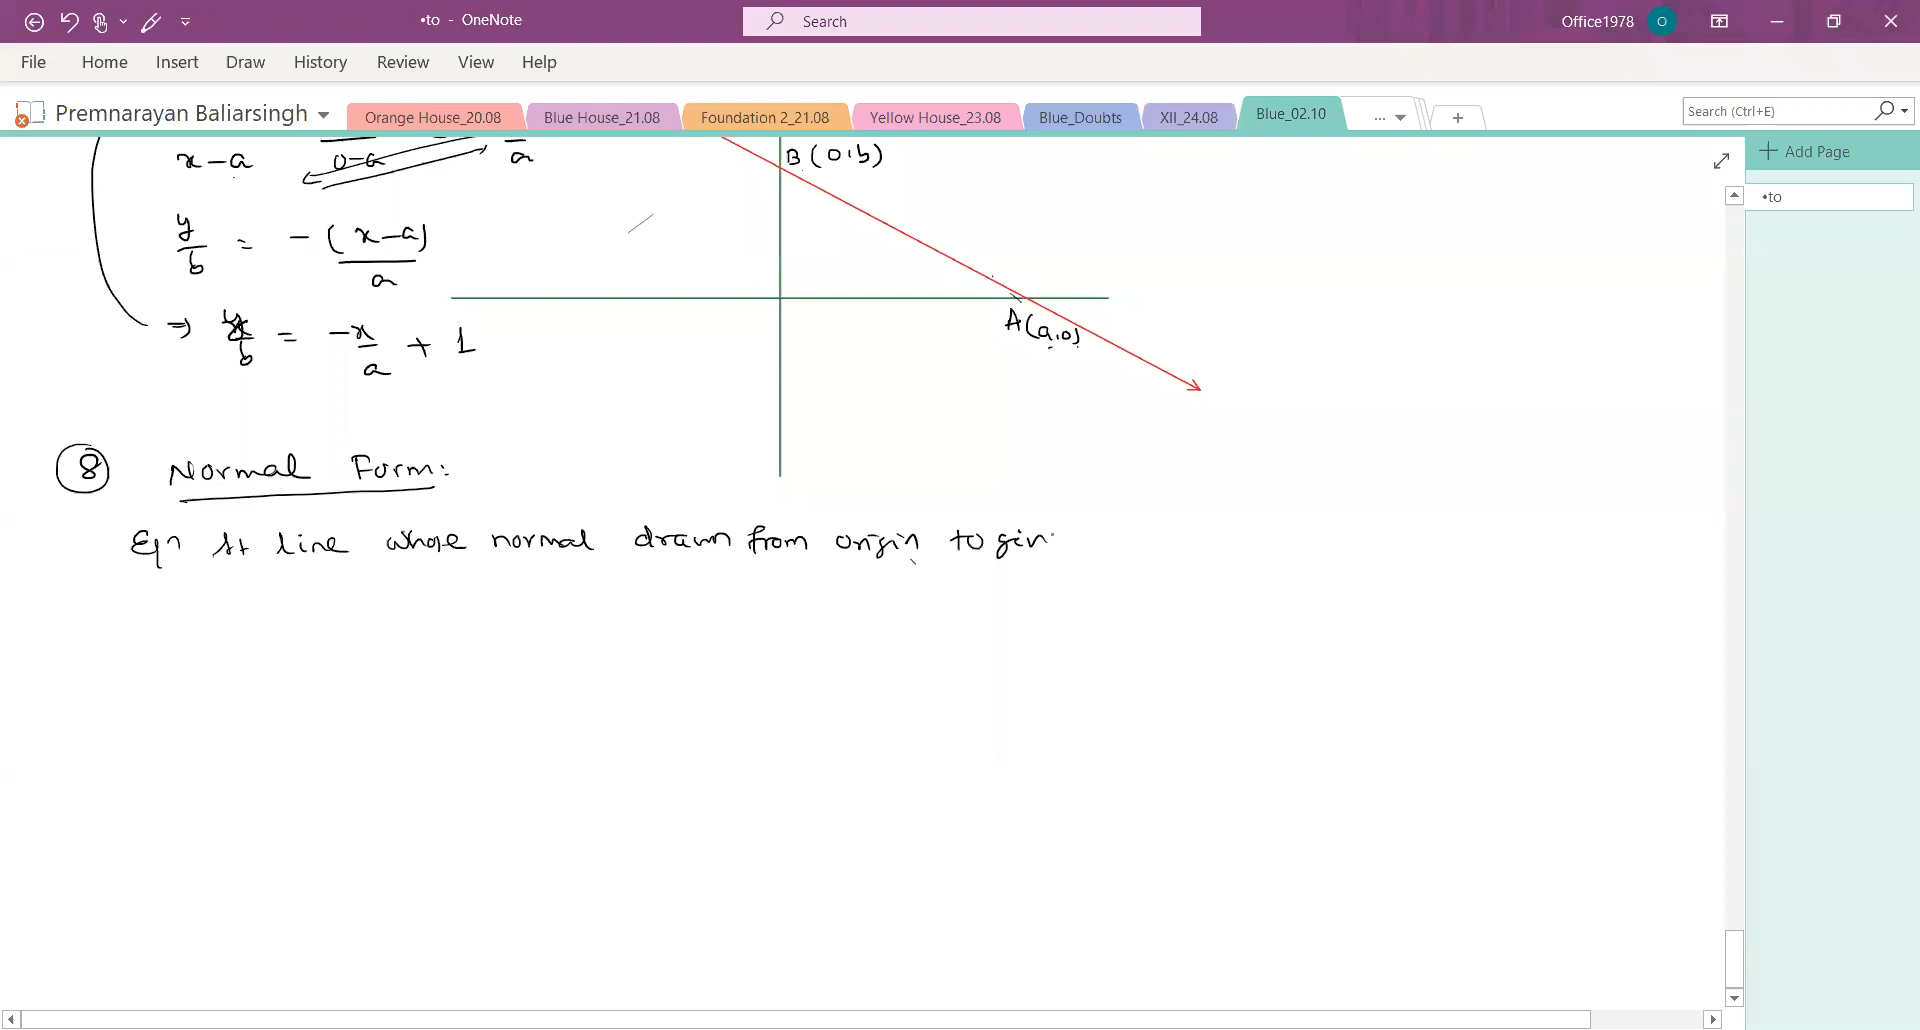 •to - OneNote
Search
Office1978
O
File Home Insert Draw History Review View Help
Premnarayan Baliarsingh
Orange House_20.08 Blue House_21.08 Foundation 2_21.08 Yellow House_23.08 Blue_Doubts XII_24.08 Blue_02.10 ... +
Search (Ctrl+E)
+ Add Page
•to
x-a 0-a a
B(0,b)
y/b = -(x-a)/a
A(a,0)
⇒ y/b = -x/a + 1
8 Normal Form:
Eqn st line whose normal drawn from origin to giv